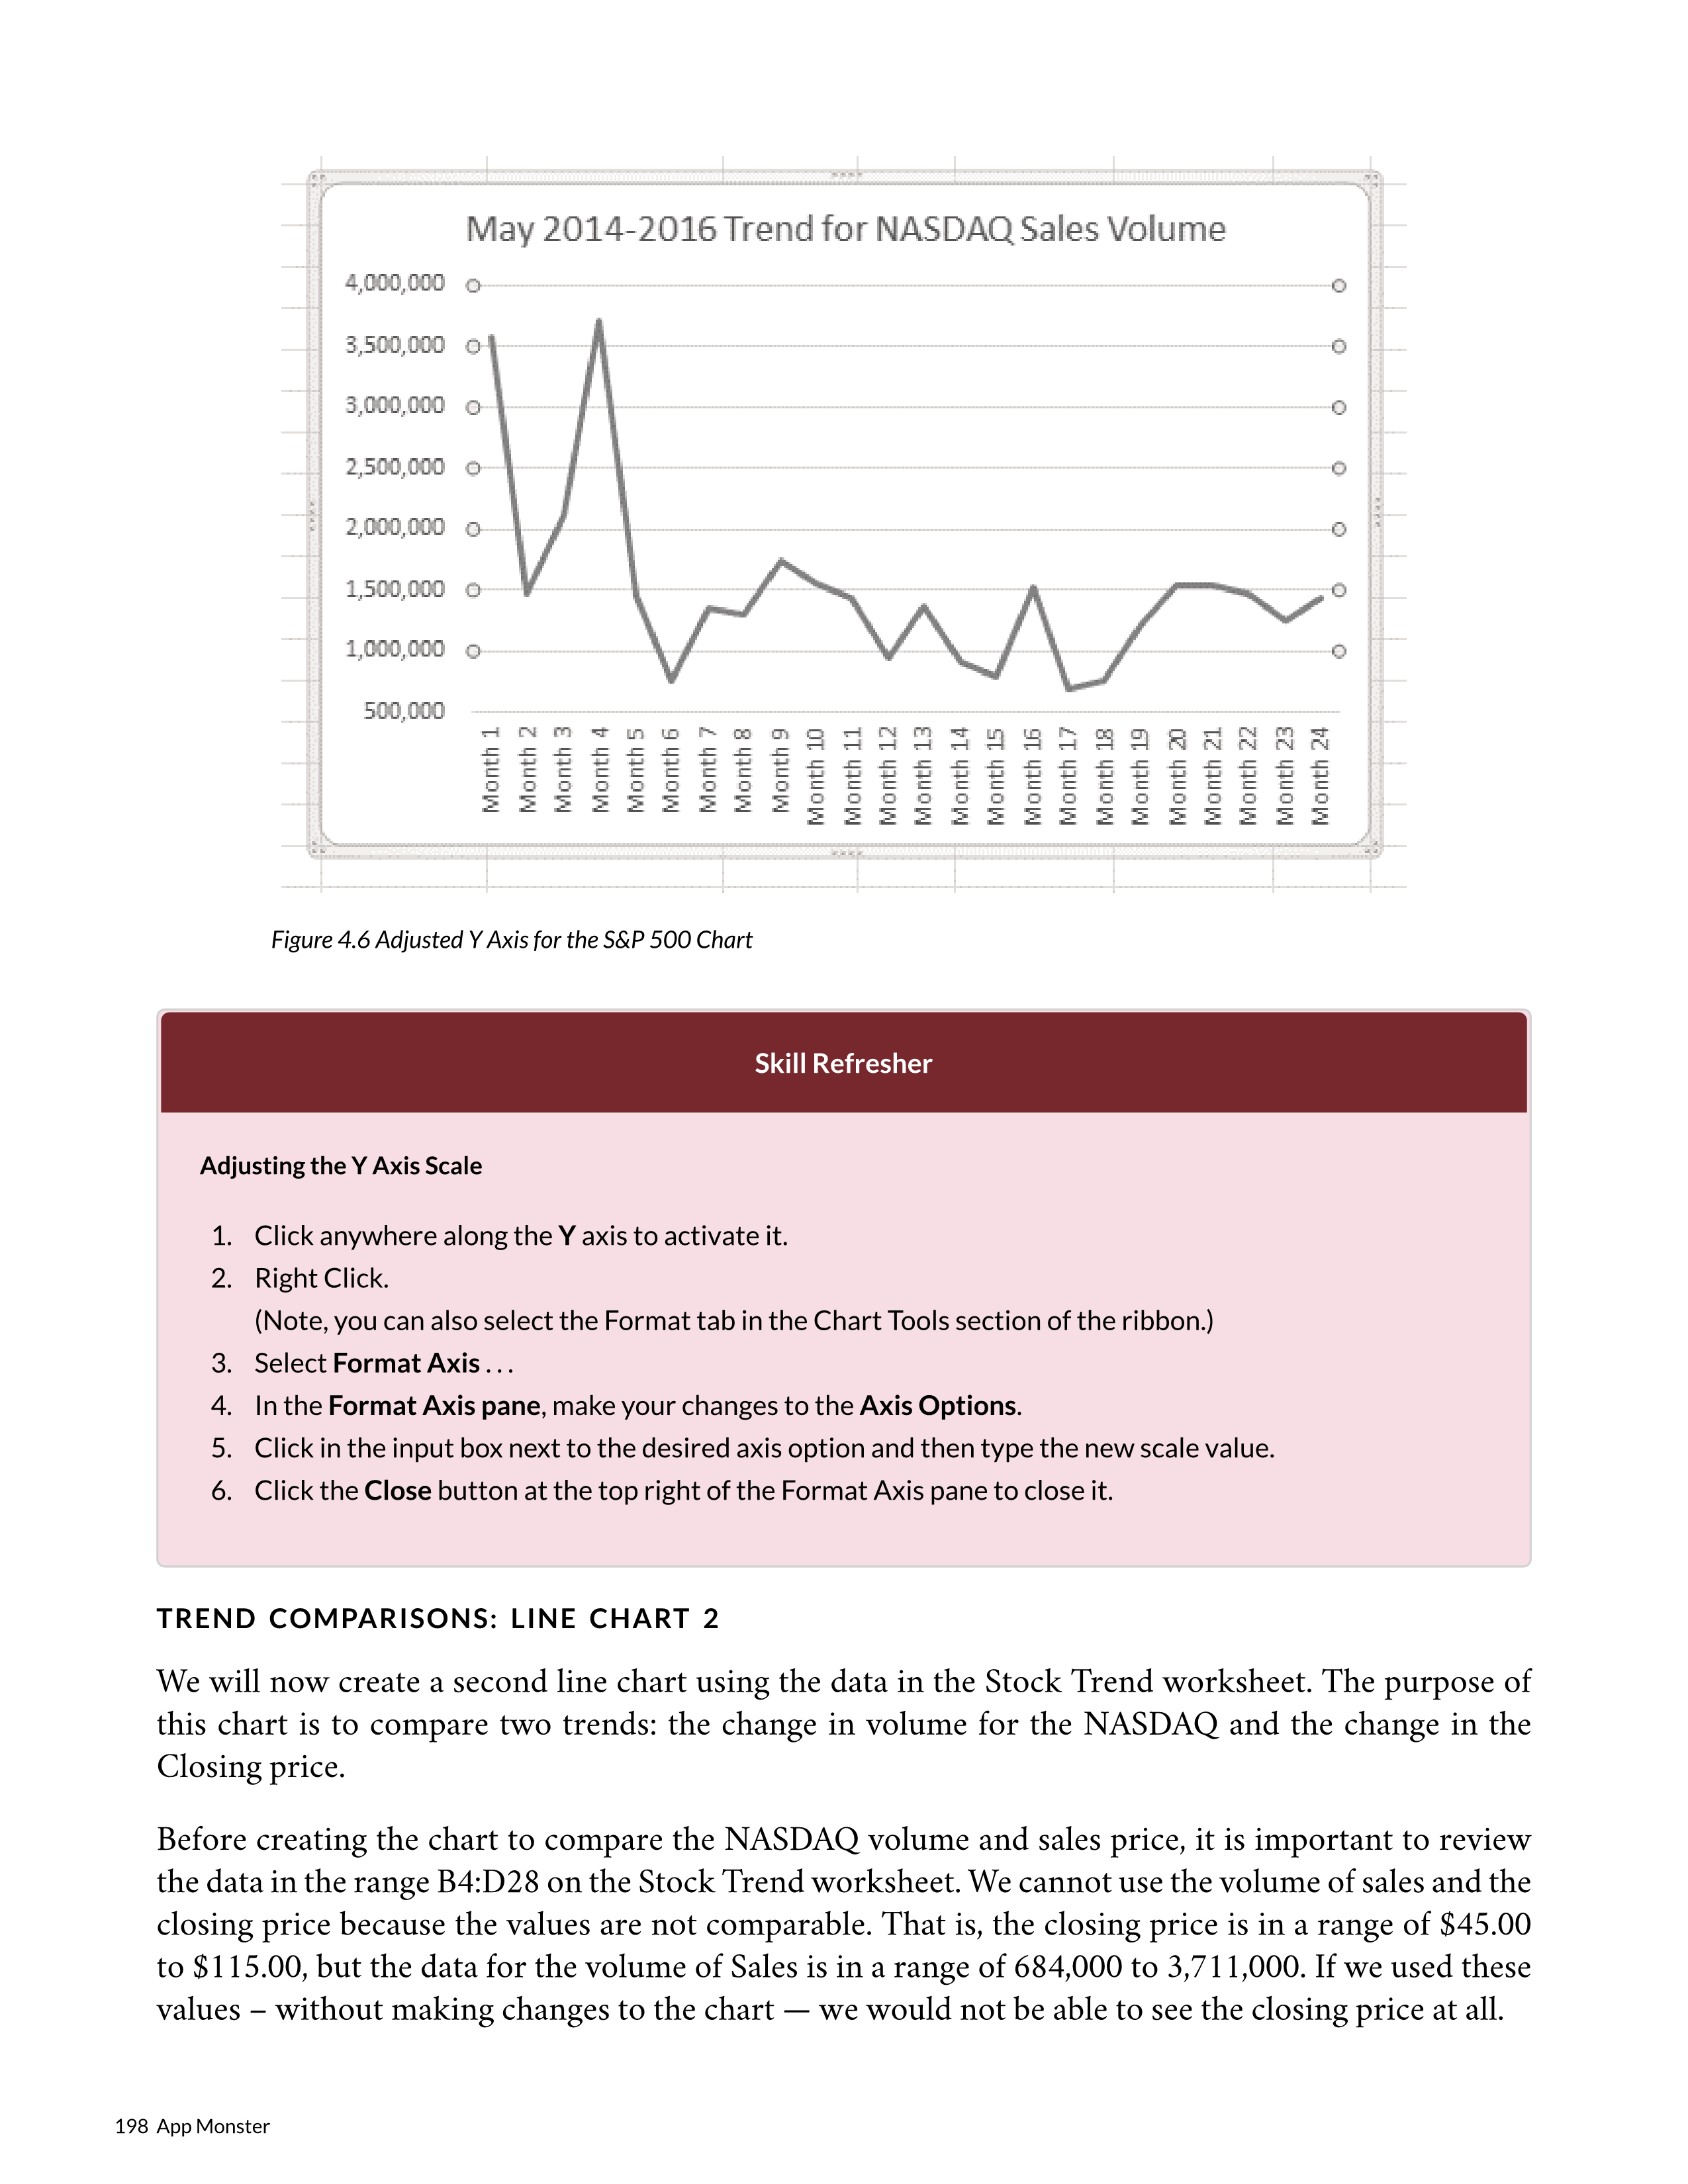 May 2014-2016 Trend for NASDAQ Sales Volume
4,000,000
3,500,000
3,000,000
2,500,000
2,000,000
1,500,000
1,000,000
500,000
Month 1
Month 2
Month 3
Month 4
Month 5
Month 6
Month 7
Month 8
Month 9
Month 10
Month 11
Month 12
Month 13
Month 14
Month 15
Month 16
Month 17
Month 18
Month 19
Month 20
Month 21
Month 22
Month 23
Month 24
Figure 4.6 Adjusted Y Axis for the S&P 500 Chart
Skill Refresher
Adjusting the Y Axis Scale
1. Click anywhere along the Y axis to activate it.
2. Right Click.
(Note, you can also select the Format tab in the Chart Tools section of the ribbon.)
3. Select Format Axis . . .
4. In the Format Axis pane, make your changes to the Axis Options.
5. Click in the input box next to the desired axis option and then type the new scale value.
6. Click the Close button at the top right of the Format Axis pane to close it.
TREND COMPARISONS: LINE CHART 2
We will now create a second line chart using the data in the Stock Trend worksheet. The purpose of
this chart is to compare two trends: the change in volume for the NASDAQ and the change in the
Closing price.
Before creating the chart to compare the NASDAQ volume and sales price, it is important to review
the data in the range B4:D28 on the Stock Trend worksheet. We cannot use the volume of sales and the
closing price because the values are not comparable. That is, the closing price is in a range of $45.00
to $115.00, but the data for the volume of Sales is in a range of 684,000 to 3,711,000. If we used these
values – without making changes to the chart — we would not be able to see the closing price at all.
198 App Monster